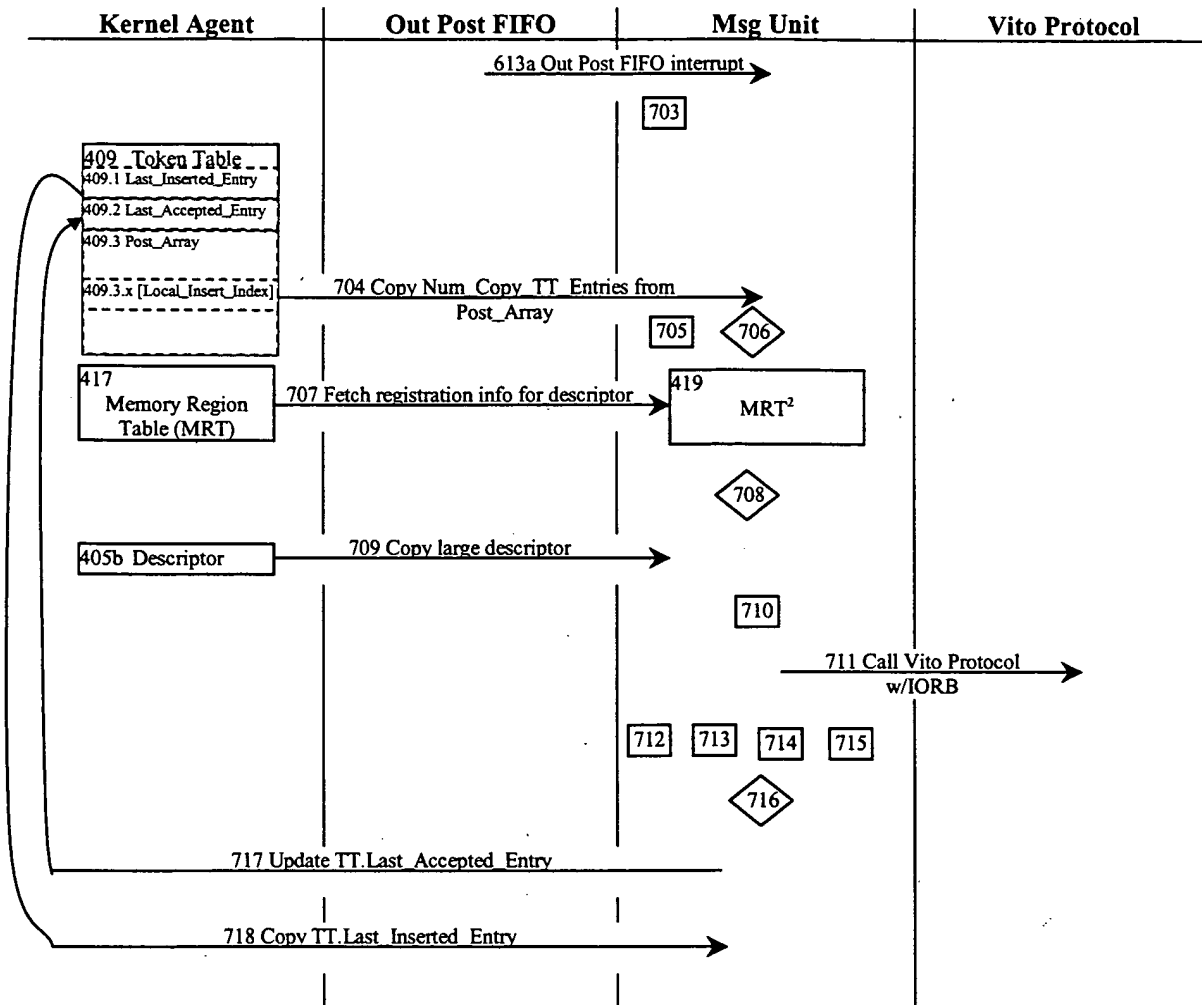 Kernel Agent
Out Post FIFO
Msg Unit
Vito Protocol
613a Out Post FIFO interrupt
703
409 Token Table
409.1 Last_Inserted_Entry
409.2 Last_Accepted_Entry
409.3 Post_Array
409.3.x [Local_Insert_Index]
704 Copy Num_Copy_TT_Entries from
Post_Array
705
706
417
Memory Region
Table (MRT)
707 Fetch registration info for descriptor
419
MRT²
708
405b Descriptor
709 Copy large descriptor
710
711 Call Vito Protocol
w/IORB
712
713
714
715
716
717 Update TT.Last_Accepted_Entry
718 Copy TT.Last_Inserted_Entry